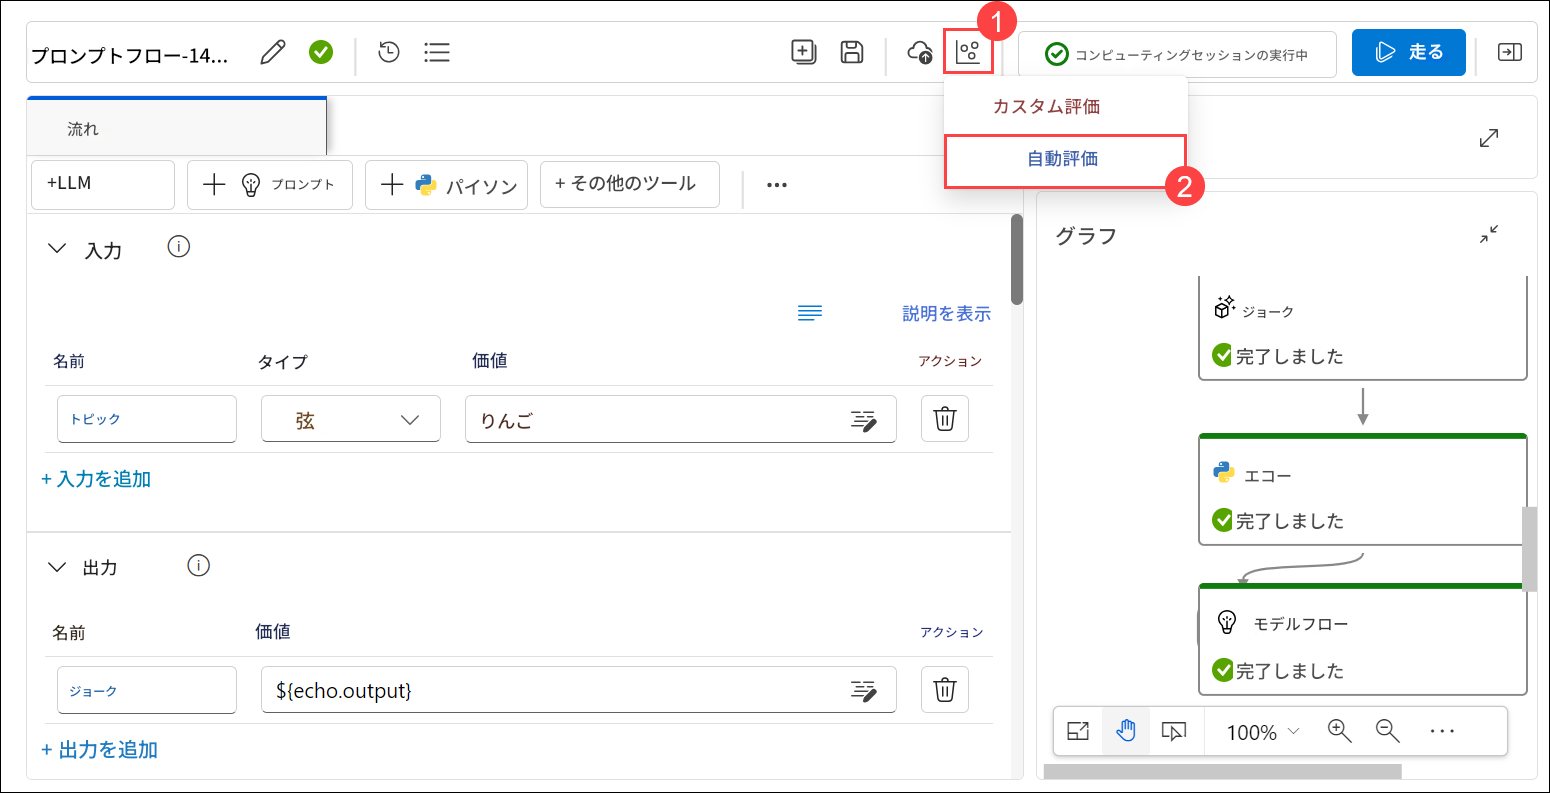 プロンプトフロー-14...
1
コンピューティングセッションの実行中
走る
カスタム評価
自動評価
2
流れ
+LLM
プロンプト
パイソン
+ その他のツール
入力
説明を表示
名前
タイプ
価値
アクション
トピック
弦
りんご
+ 入力を追加
出力
名前
価値
アクション
ジョーク
${echo.output}
+ 出力を追加
グラフ
ジョーク
完了しました
エコー
完了しました
モデルフロー
完了しました
100%